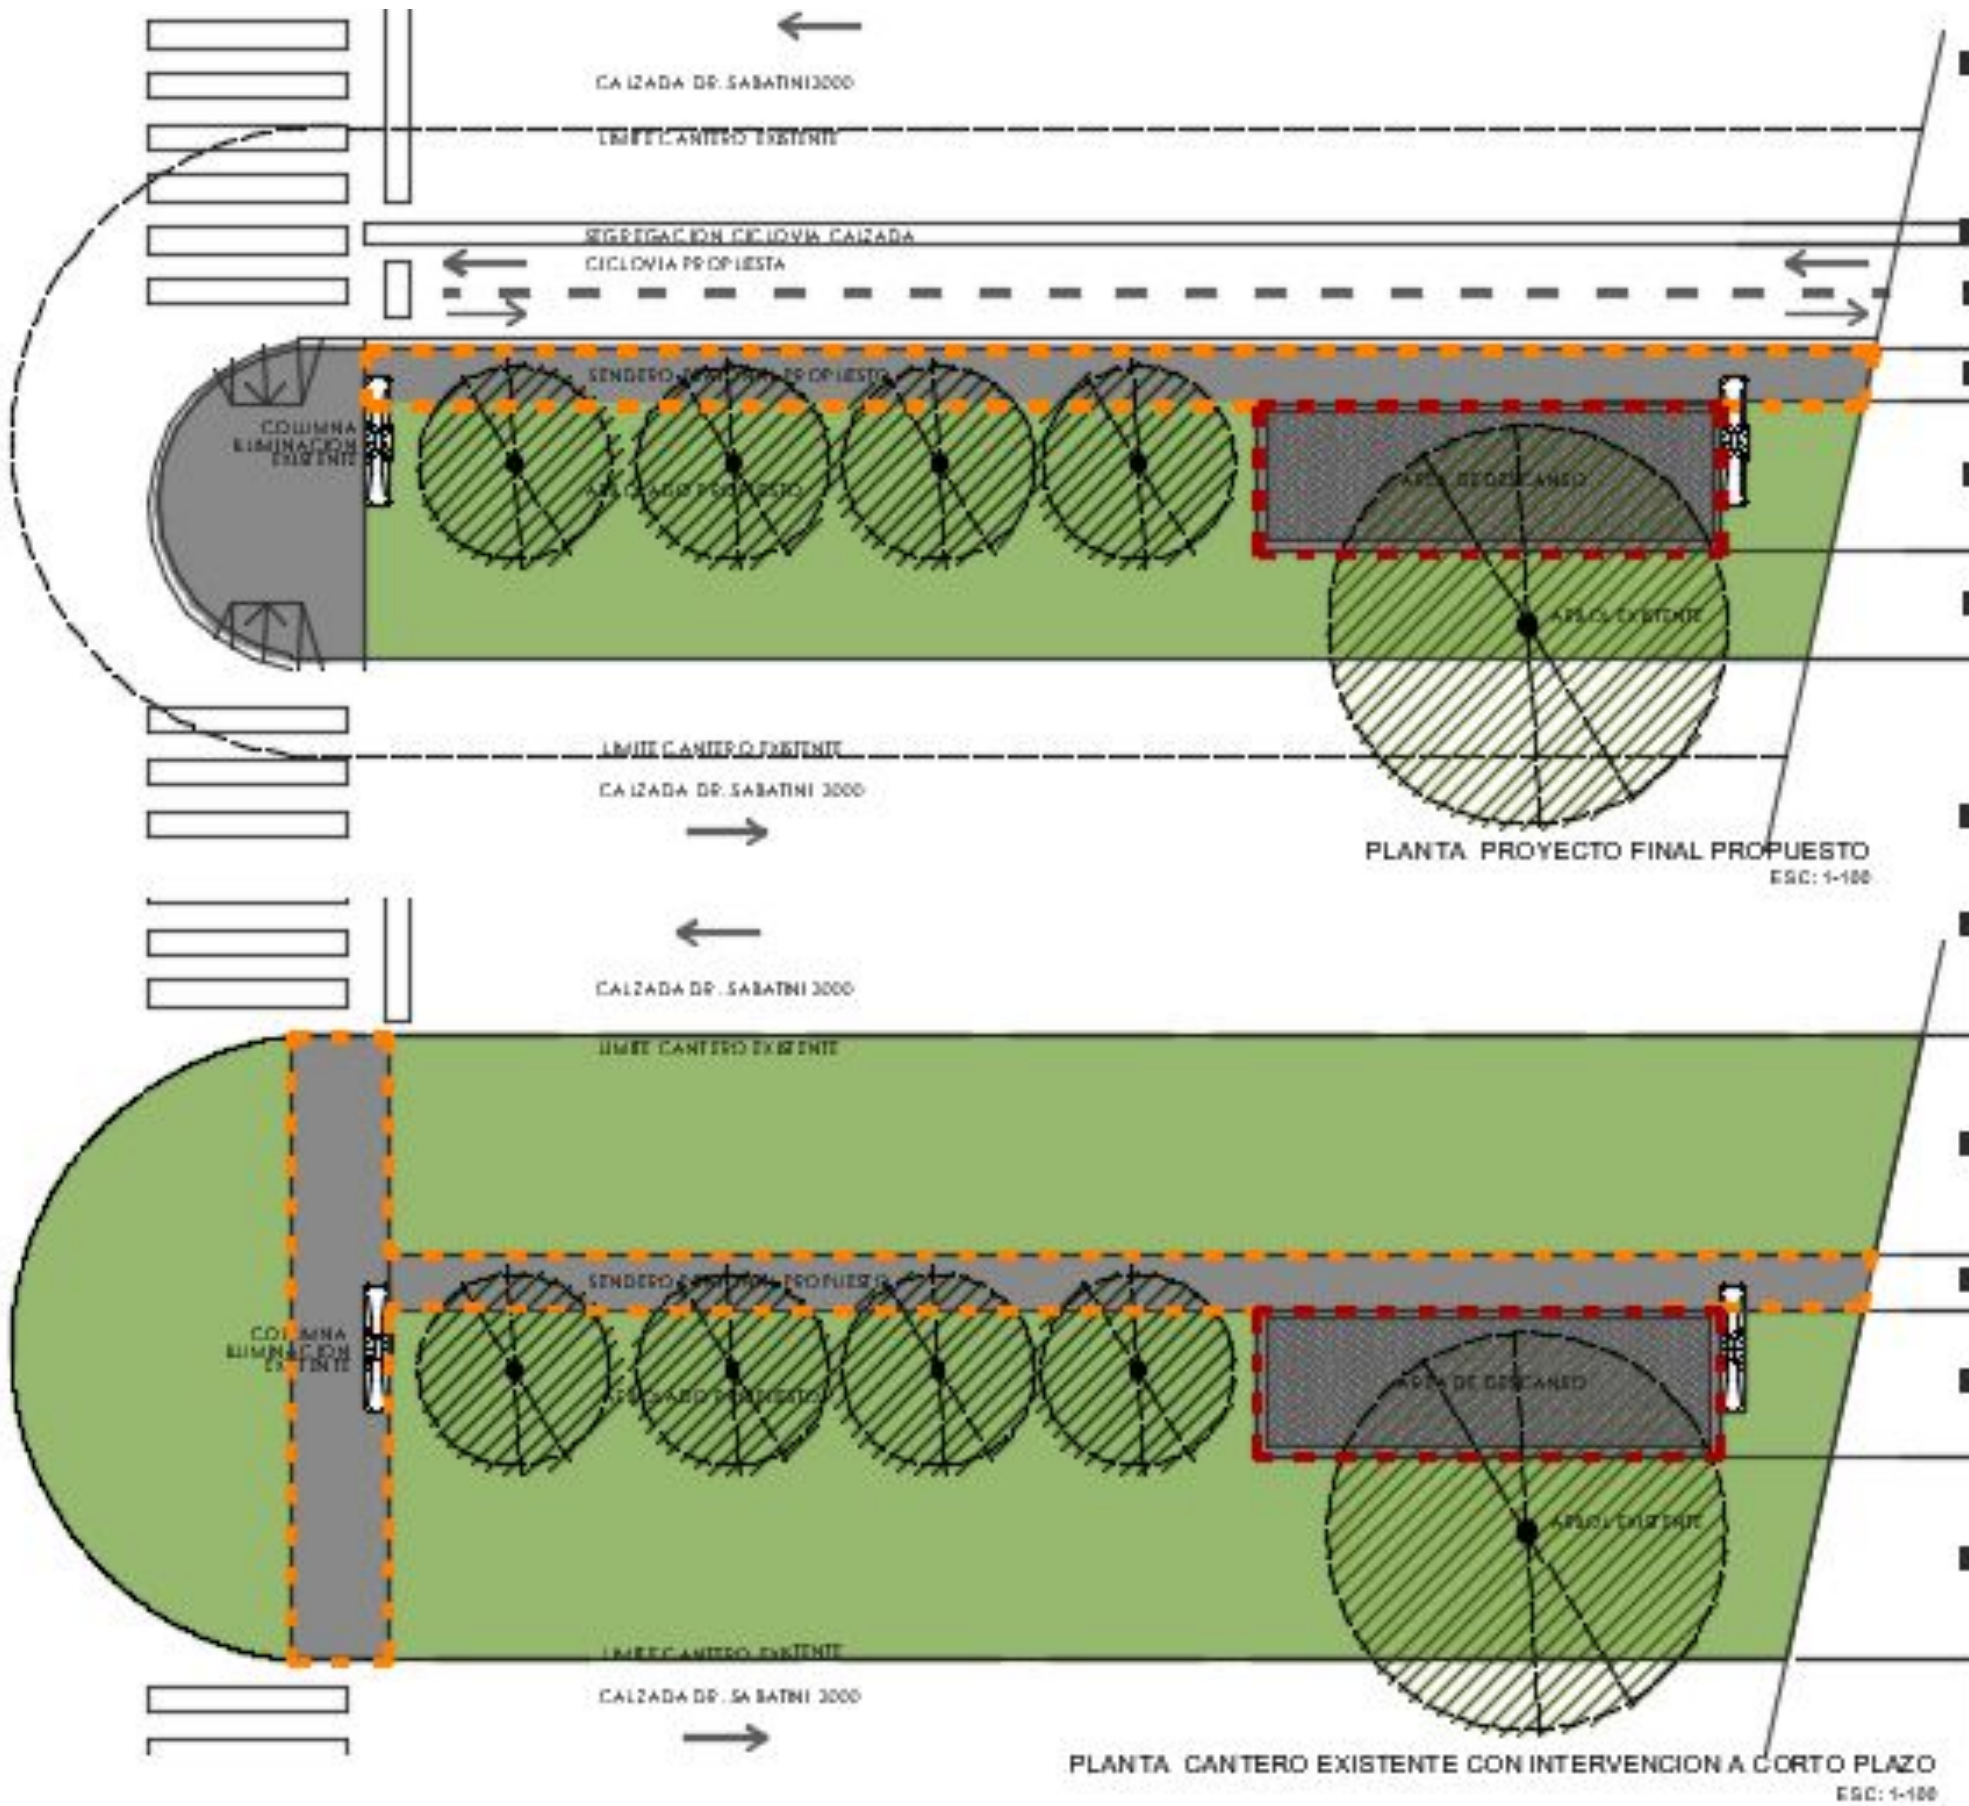 CALZADA DR. SABATINI 3000
LIMITE CANTERO EXISTENTE
SEGREGACION CICLOVIA CALZADA
CICLOVIA PROPUESTA
SENDERO PEATONAL PROPUESTO
COLUMNA
ILUMINACION
EXISTENTE
ARBOLADO PROPUESTO
AREA DE DESCANSO
ARBOL EXISTENTE
LIMITE CANTERO EXISTENTE
CALZADA DR. SABATINI 3000
PLANTA PROYECTO FINAL PROPUESTO
ESC: 1-100
CALZADA DR. SABATINI 3000
LIMITE CANTERO EXISTENTE
SENDERO PEATONAL PROPUESTO
COLUMNA
ILUMINACION
EXISTENTE
ARBOLADO PROPUESTO
AREA DE DESCANSO
ARBOL EXISTENTE
LIMITE CANTERO EXISTENTE
CALZADA DR. SABATINI 3000
PLANTA CANTERO EXISTENTE CON INTERVENCION A CORTO PLAZO
ESC: 1-100